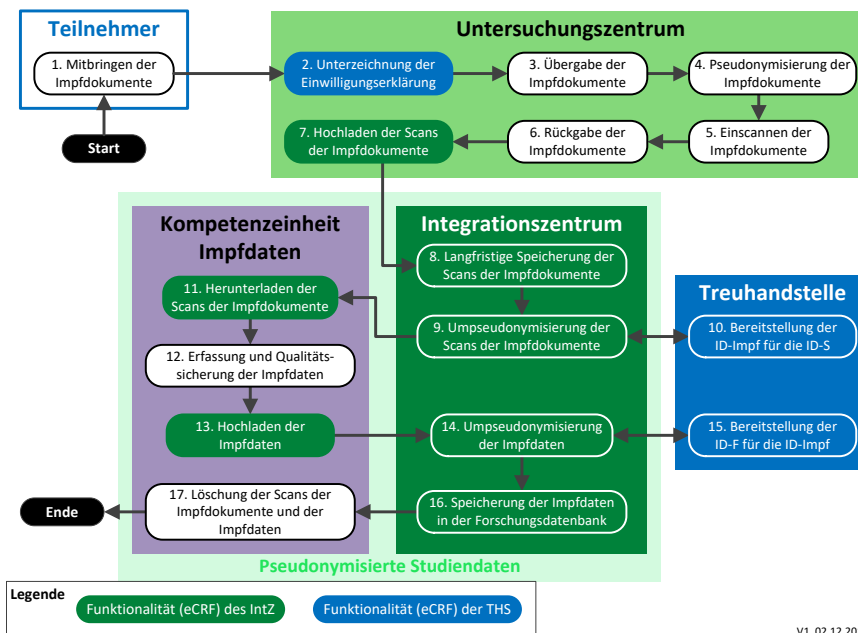 Teilnehmer
1. Mitbringen der
Impfdokumente
Start
Untersuchungszentrum
2. Unterzeichnung der
Einwilligungserklärung
3. Übergabe der
Impfdokumente
4. Pseudonymisierung der
Impfdokumente
7. Hochladen der Scans
der Impfdokumente
6. Rückgabe der
Impfdokumente
5. Einscannen der
Impfdokumente
Kompetenzeinheit
Impfdaten
11. Herunterladen der
Scans der Impfdokumente
12. Erfassung und Qualitäts-
sicherung der Impfdaten
13. Hochladen der
Impfdaten
17. Löschung der Scans der
Impfdokumente und der
Impfdaten
Ende
Integrationszentrum
8. Langfristige Speicherung der
Scans der Impfdokumente
9. Umpseudonymisierung der
Scans der Impfdokumente
14. Umpseudonymisierung
der Impfdaten
16. Speicherung der Impfdaten
in der Forschungsdatenbank
Treuhandstelle
10. Bereitstellung der
ID-Impf für die ID-S
15. Bereitstellung der
ID-F für die ID-Impf
Pseudonymisierte Studiendaten
Legende
Funktionalität (eCRF) des IntZ
Funktionalität (eCRF) der THS
V1, 02.12.20